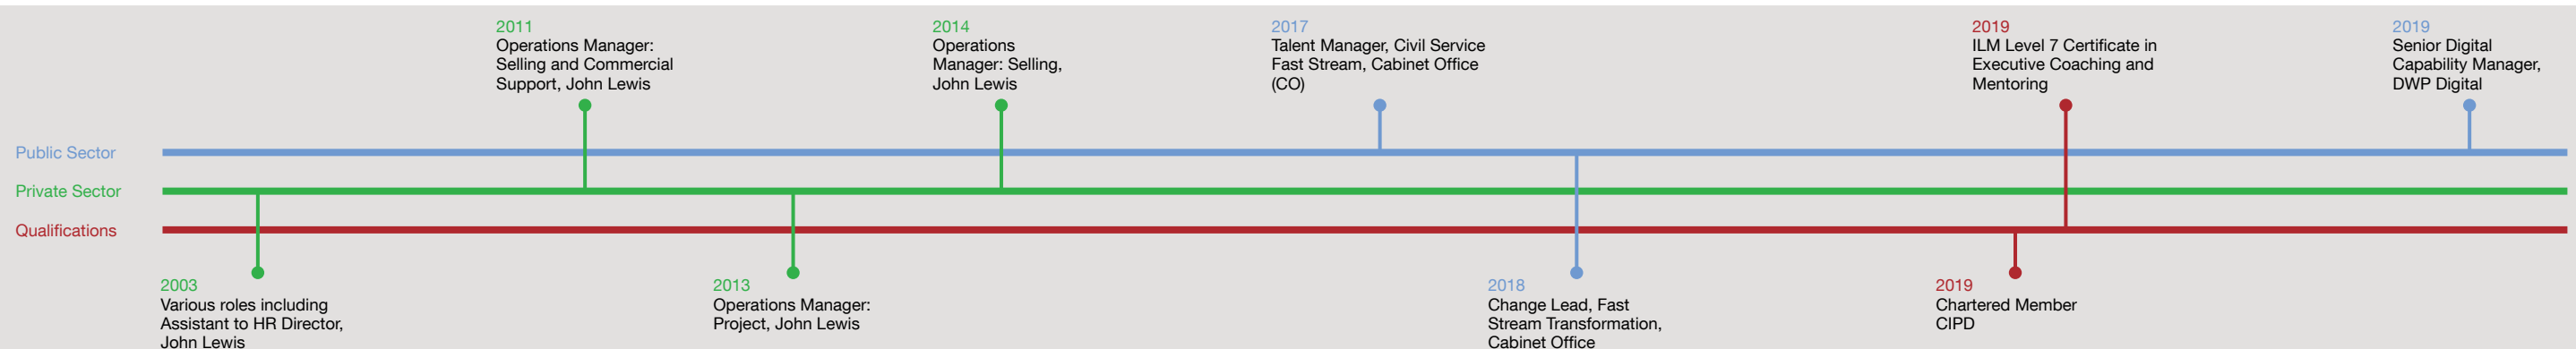 2011
Operations Manager:
Selling and Commercial
Support, John Lewis
2014
Operations
Manager: Selling,
John Lewis
2017
Talent Manager, Civil Service
Fast Stream, Cabinet Office
(CO)
2019
ILM Level 7 Certificate in
Executive Coaching and
Mentoring
2019
Senior Digital
Capability Manager,
DWP Digital
Public Sector
Private Sector
Qualifications
2003
Various roles including
Assistant to HR Director,
John Lewis
2013
Operations Manager:
Project, John Lewis
2018
Change Lead, Fast
Stream Transformation,
Cabinet Office
2019
Chartered Member
CIPD